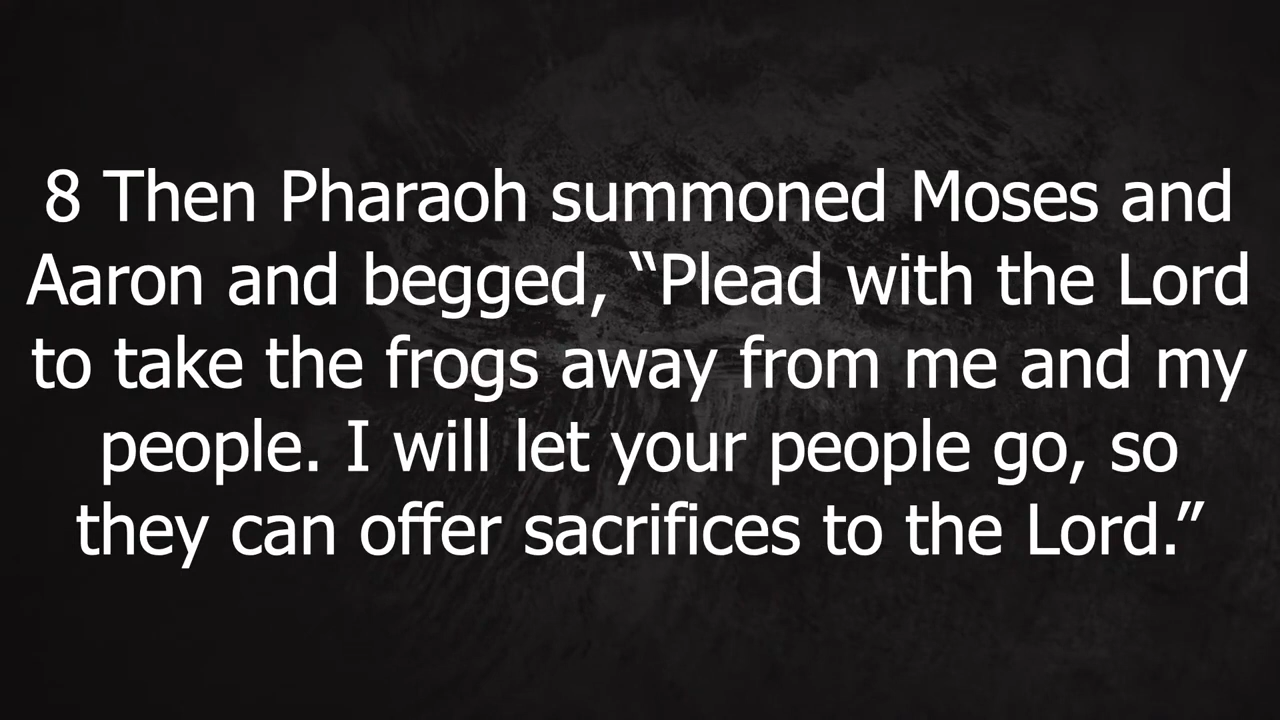 8 Then Pharaoh summoned Moses and
Aaron and begged, “Plead with the Lord
to take the frogs away from me and my
people. I will let your people go, so
they can offer sacrifices to the Lord.”